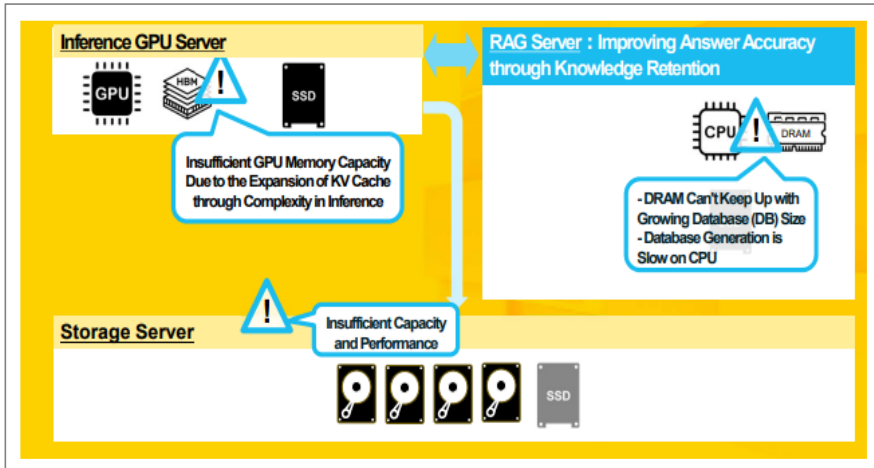 Inference GPU Server
GPU
HBM
!
SSD
Insufficient GPU Memory Capacity
Due to the Expansion of KV Cache
through Complexity in Inference
RAG Server : Improving Answer Accuracy
through Knowledge Retention
CPU
!
DRAM
- DRAM Can't Keep Up with
Growing Database (DB) Size
- Database Generation is
Slow on CPU
Storage Server
!
Insufficient Capacity
and Performance
SSD